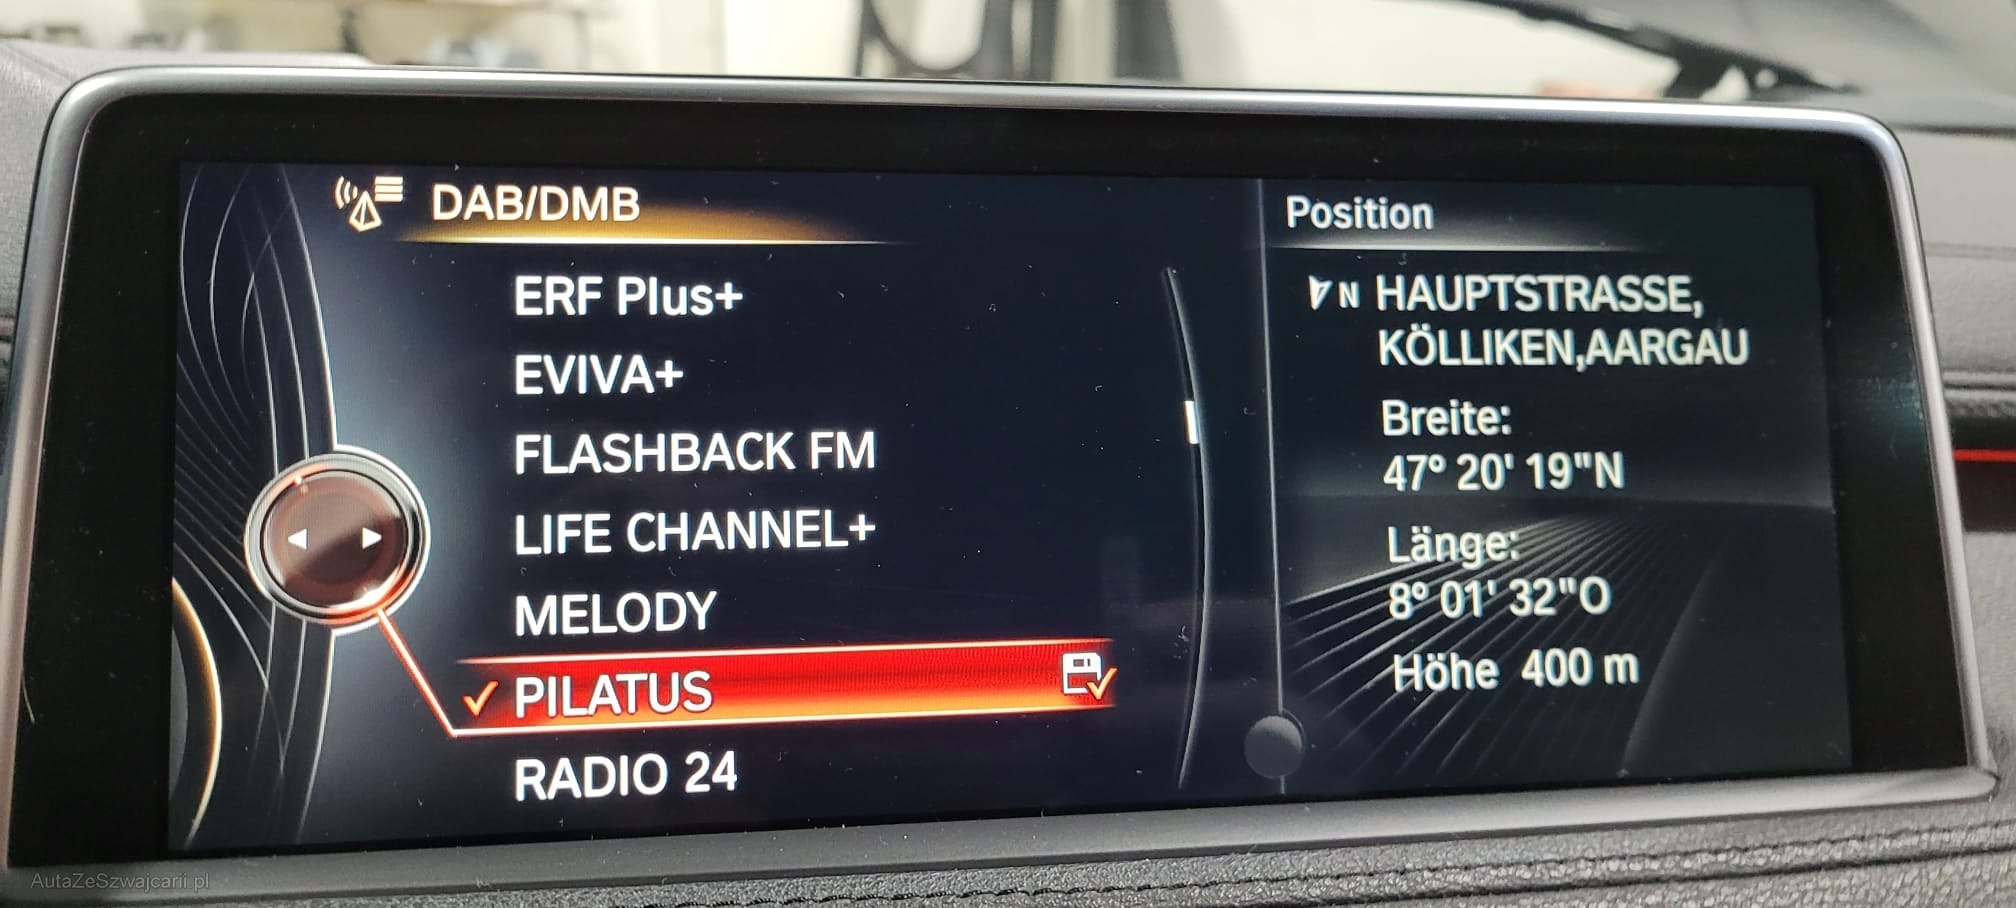 DAB/DMB
ERF Plus+
EVIVA+
FLASHBACK FM
LIFE CHANNEL+
MELODY
PILATUS
RADIO 24
Position
N HAUPTSTRASSE,
KÖLLIKEN,AARGAU
Breite:
47° 20' 19"N
Länge:
8° 01' 32"O
Höhe 400 m
AutaZeSzwajcarii.pl